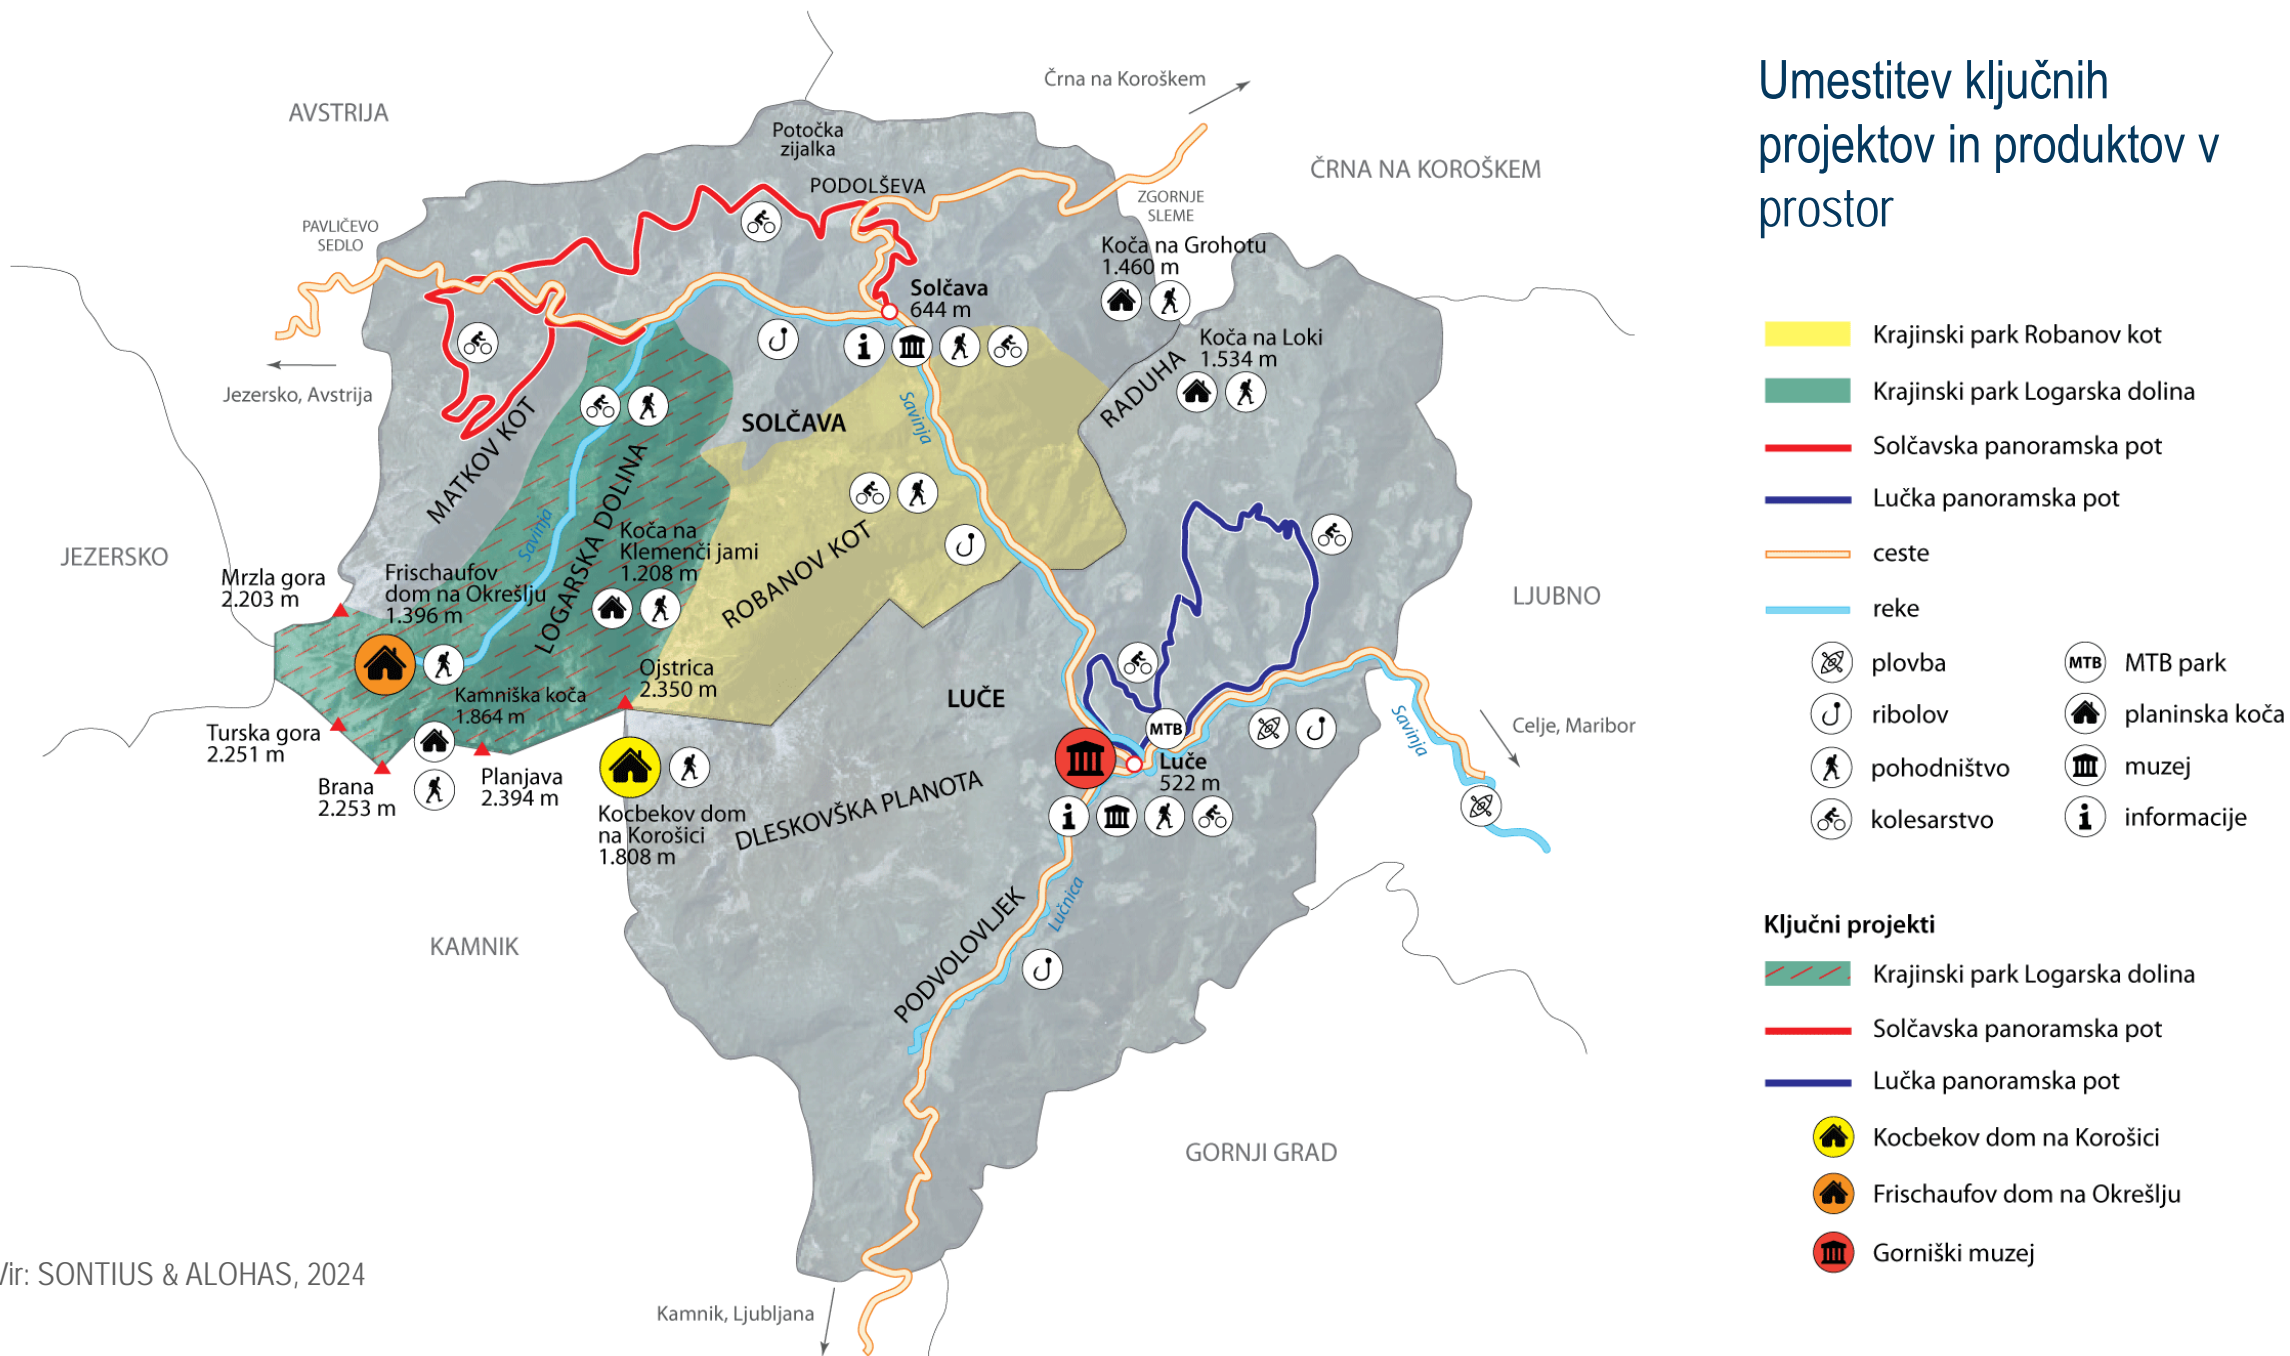 Umestitev ključnih
projektov in produktov v
prostor
Črna na Koroškem
AVSTRIJA
Potočka
zijalka
ČRNA NA KOROŠKEM
PODOLŠEVA
ZGORNJE
SLEME
PAVLIČEVO
SEDLO
Koča na Grohotu
1.460 m
Solčava
644 m
Koča na Loki
1.534 m
RADUHA
Jezersko, Avstrija
Savinja
SOLČAVA
MATKOV KOT
LOGARSKA DOLINA
Savinja
Koča na
Klemenči jami
1.208 m
ROBANOV KOT
JEZERSKO
Mrzla gora
2.203 m
Frischaufov
dom na Okrešlju
1.396 m
LJUBNO
Ojstrica
2.350 m
Kamniška koča
1.864 m
LUČE
Turska gora
2.251 m
MTB
Savinja
Celje, Maribor
Brana
2.253 m
Planjava
2.394 m
Luče
522 m
Kocbekov dom
na Korošici
1.808 m
DLESKOVŠKA PLANOTA
PODVOLOVLJEK
Lučnica
KAMNIK
GORNJI GRAD
Kamnik, Ljubljana
Vir: SONTIUS & ALOHAS, 2024
Krajinski park Robanov kot
Krajinski park Logarska dolina
Solčavska panoramska pot
Lučka panoramska pot
ceste
reke
plovba
MTB MTB park
ribolov
planinska koča
pohodništvo
muzej
kolesarstvo
informacije
Ključni projekti
Krajinski park Logarska dolina
Solčavska panoramska pot
Lučka panoramska pot
Kocbekov dom na Korošici
Frischaufov dom na Okrešlju
Gorniški muzej